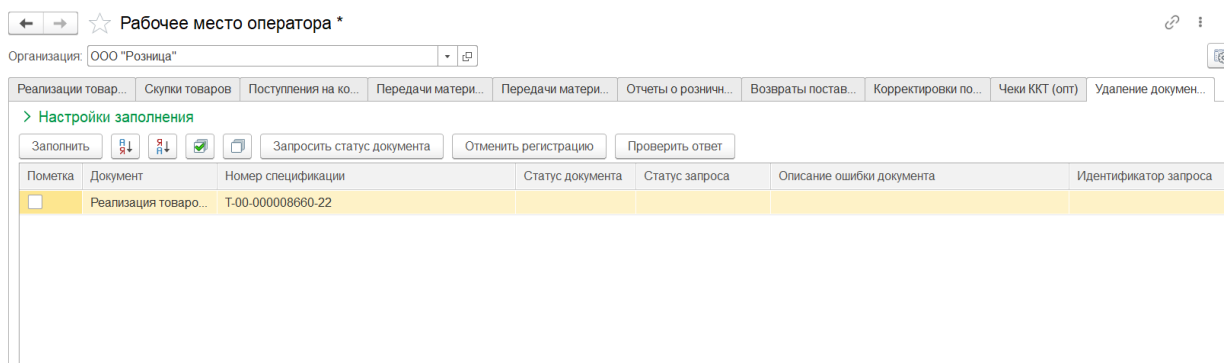 Рабочее место оператора *
Организация: ООО "Розница"
Реализации товар... Скупки товаров Поступления на ко... Передачи матери... Передачи матери... Отчеты о розничн... Возвраты постав... Корректировки по... Чеки ККТ (опт) Удаление докумен...
> Настройки заполнения
Заполнить Запросить статус документа Отменить регистрацию Проверить ответ
Пометка Документ Номер спецификации Статус документа Статус запроса Описание ошибки документа Идентификатор запроса
Реализация товаро... Т-00-000008660-22